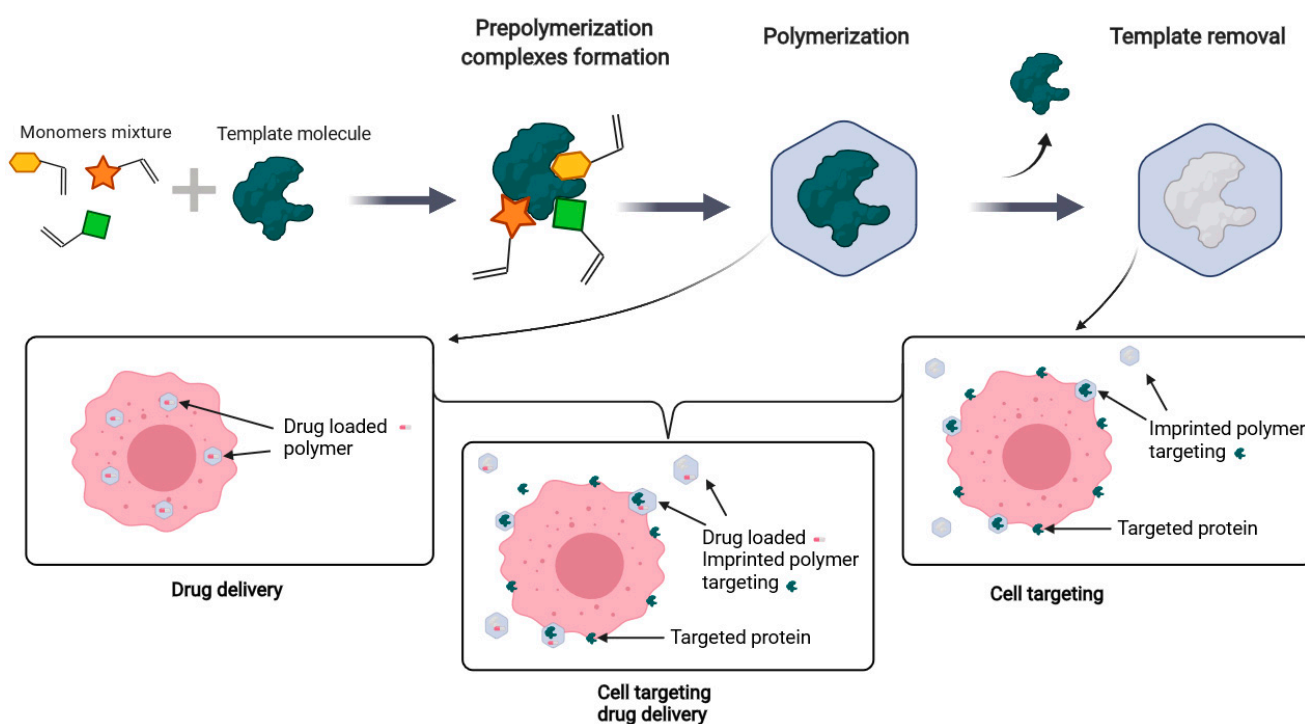 Prepolymerization
complexes formation
Polymerization
Template removal
Monomers mixture
Template molecule
Drug loaded
polymer
Drug delivery
Drug loaded
Imprinted polymer
targeting
Targeted protein
Cell targeting
drug delivery
Imprinted polymer
targeting
Targeted protein
Cell targeting